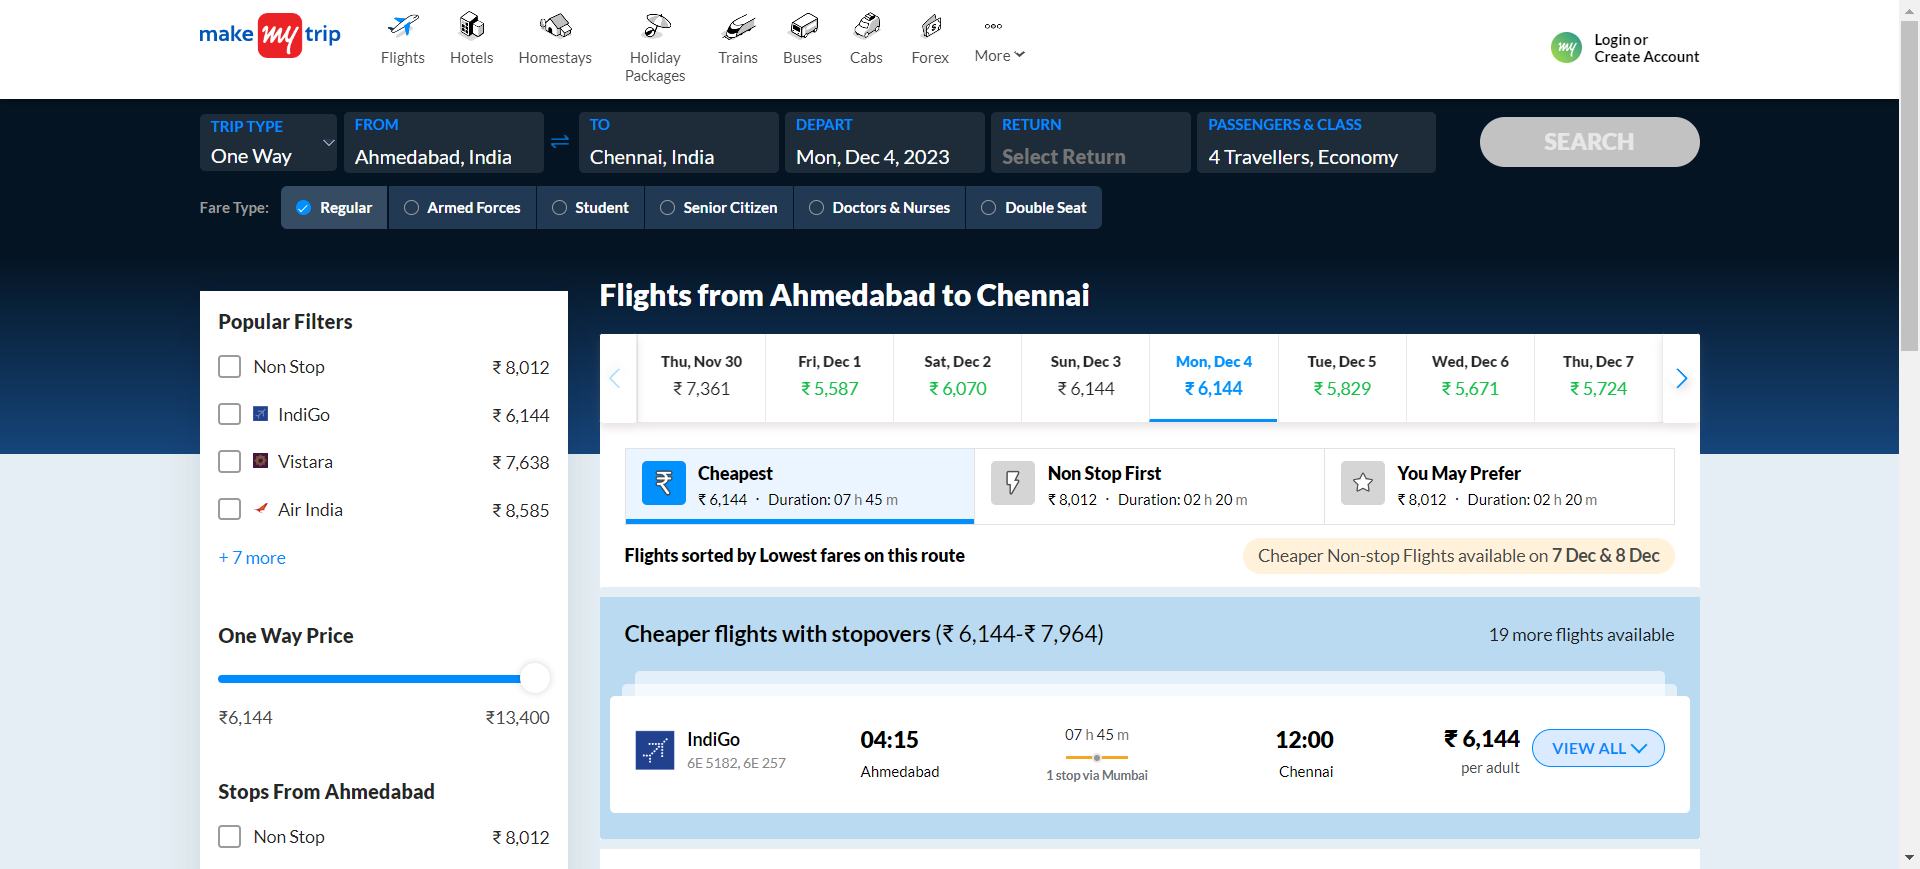 make my trip
Flights
Hotels
Homestays
Holiday Packages
Trains
Buses
Cabs
Forex
More
my
Login or
Create Account
TRIP TYPE
One Way
FROM
Ahmedabad, India
TO
Chennai, India
DEPART
Mon, Dec 4, 2023
RETURN
Select Return
PASSENGERS & CLASS
4 Travellers, Economy
SEARCH
Fare Type:
Regular
Armed Forces
Student
Senior Citizen
Doctors & Nurses
Double Seat
Popular Filters
Non Stop ₹ 8,012
IndiGo ₹ 6,144
Vistara ₹ 7,638
Air India ₹ 8,585
+ 7 more
One Way Price
₹6,144 ₹13,400
Stops From Ahmedabad
Non Stop ₹ 8,012
Flights from Ahmedabad to Chennai
Thu, Nov 30
₹ 7,361
Fri, Dec 1
₹ 5,587
Sat, Dec 2
₹ 6,070
Sun, Dec 3
₹ 6,144
Mon, Dec 4
₹ 6,144
Tue, Dec 5
₹ 5,829
Wed, Dec 6
₹ 5,671
Thu, Dec 7
₹ 5,724
Cheapest
₹ 6,144 · Duration: 07 h 45 m
Non Stop First
₹ 8,012 · Duration: 02 h 20 m
You May Prefer
₹ 8,012 · Duration: 02 h 20 m
Flights sorted by Lowest fares on this route
Cheaper Non-stop Flights available on 7 Dec & 8 Dec
Cheaper flights with stopovers (₹ 6,144-₹ 7,964)
19 more flights available
IndiGo
6E 5182, 6E 257
04:15
Ahmedabad
07 h 45 m
1 stop via Mumbai
12:00
Chennai
₹ 6,144
per adult
VIEW ALL